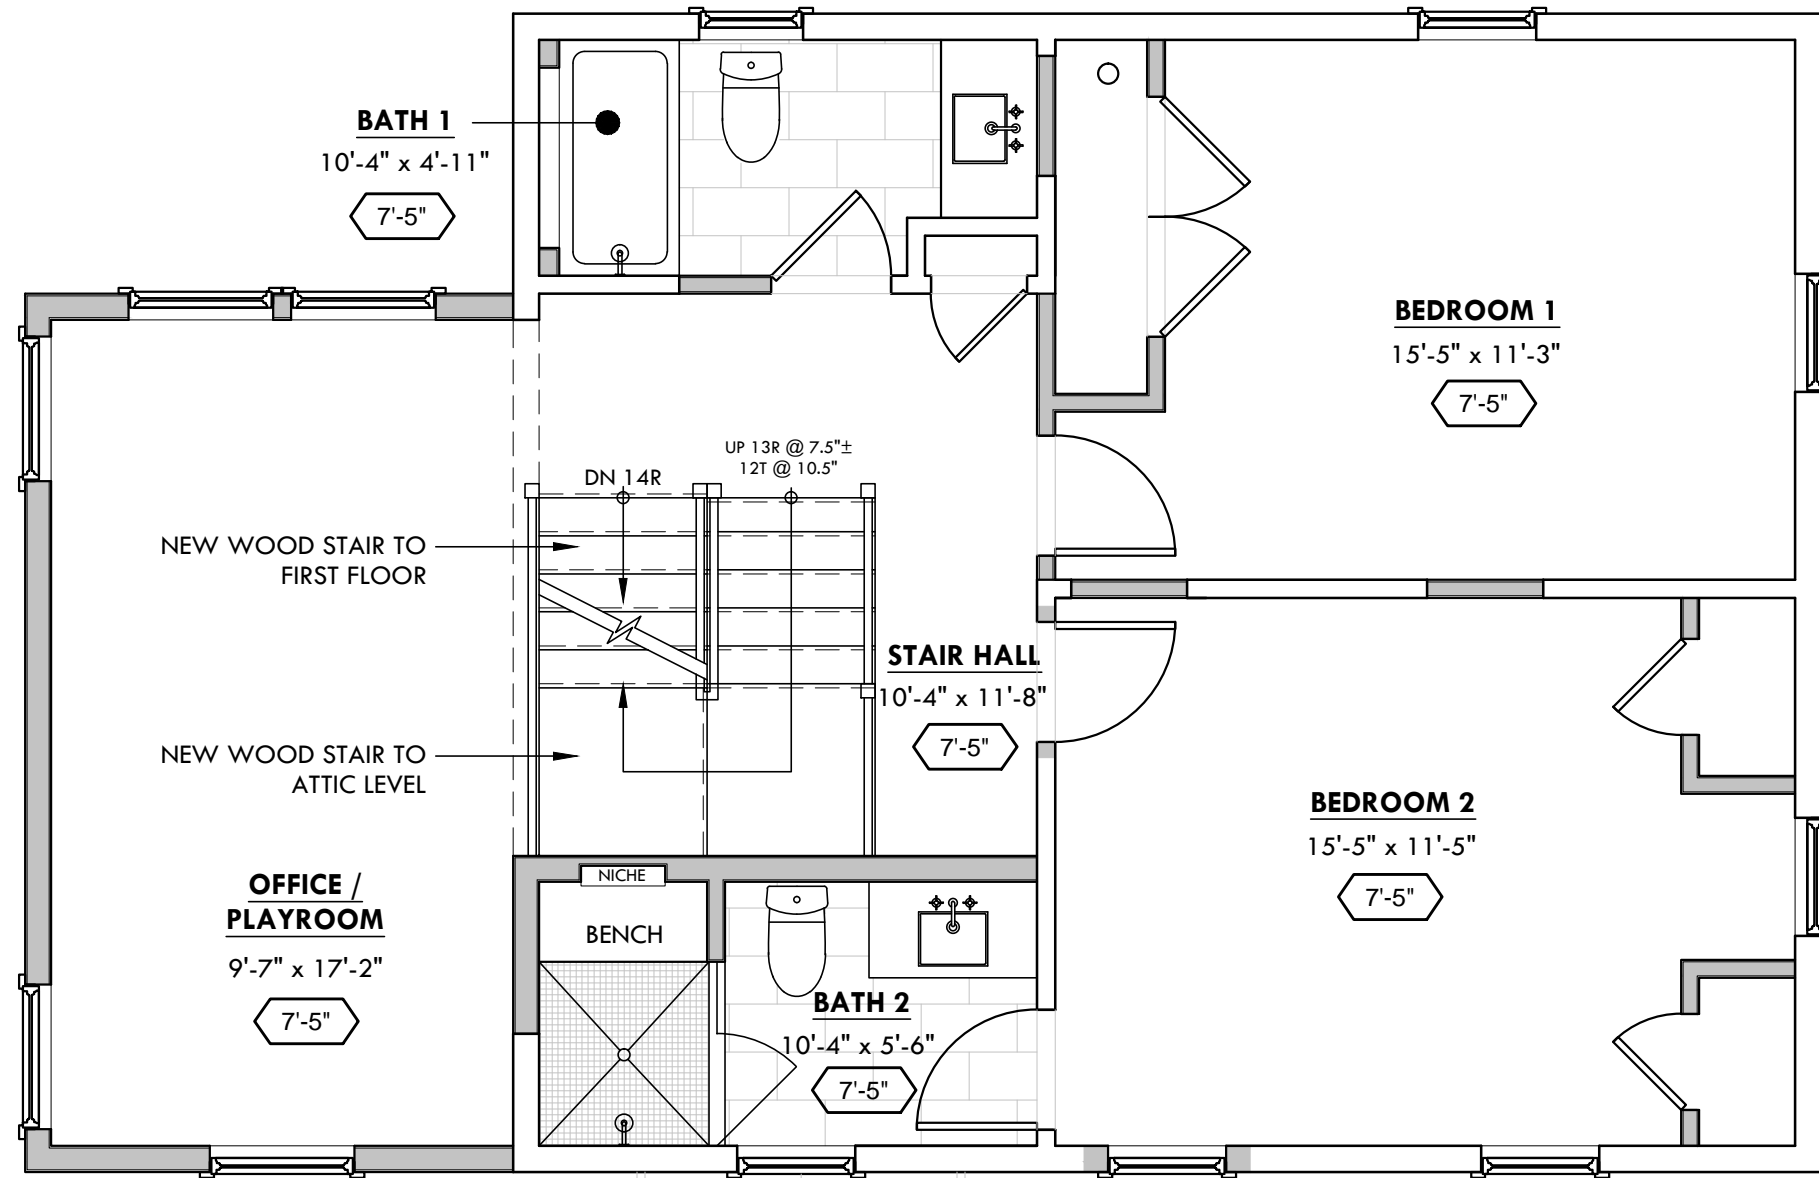 BATH 1
10'-4" x 4'-11"
7'-5"
BEDROOM 1
15'-5" x 11'-3"
7'-5"
UP 13R @ 7.5"±
12T @ 10.5"
DN 14R
NEW WOOD STAIR TO
FIRST FLOOR
STAIR HALL
10'-4" x 11'-8"
7'-5"
NEW WOOD STAIR TO
ATTIC LEVEL
BEDROOM 2
15'-5" x 11'-5"
7'-5"
OFFICE /
PLAYROOM
9'-7" x 17'-2"
7'-5"
NICHE
BENCH
BATH 2
10'-4" x 5'-6"
7'-5"